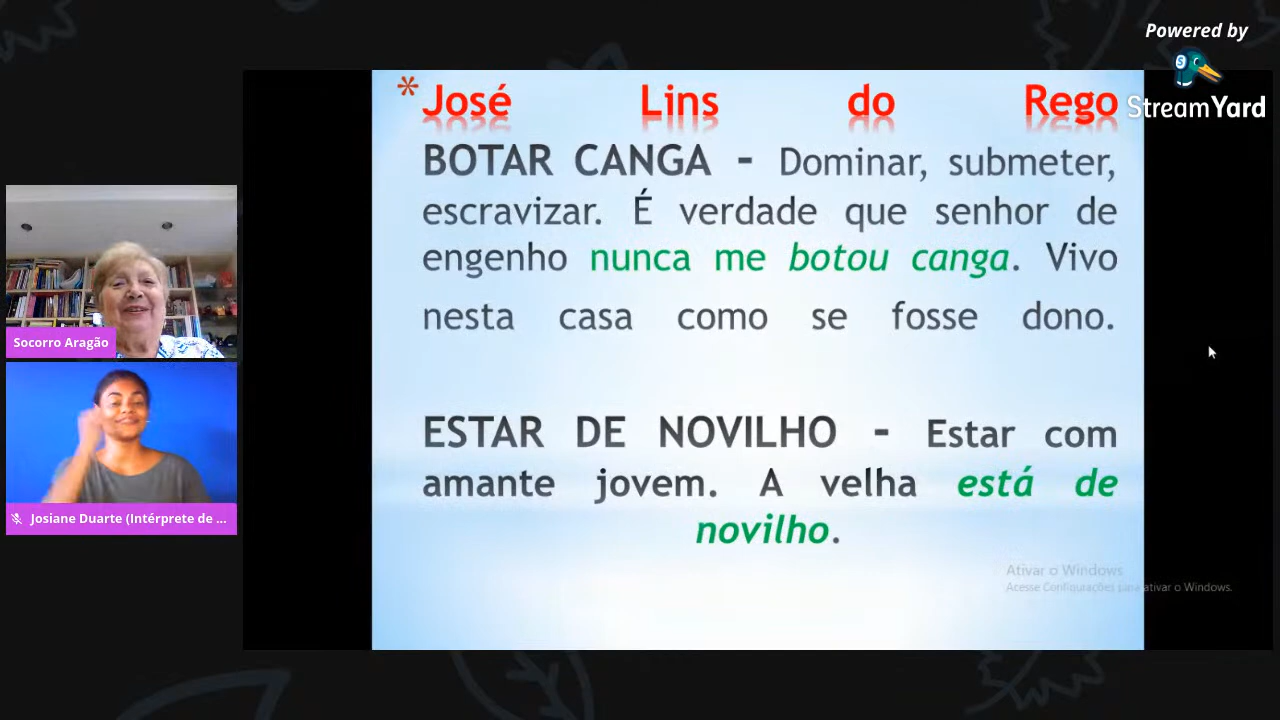 Powered by
StreamYard
* José Lins do Rego
BOTAR CANGA - Dominar, submeter,
escravizar. É verdade que senhor de
engenho nunca me botou canga. Vivo
nesta casa como se fosse dono.
ESTAR DE NOVILHO - Estar com
amante jovem. A velha está de
novilho.
Socorro Aragão
Josiane Duarte (Intérprete de ...
Ativar o Windows
Acesse Configurações para ativar o Windows.